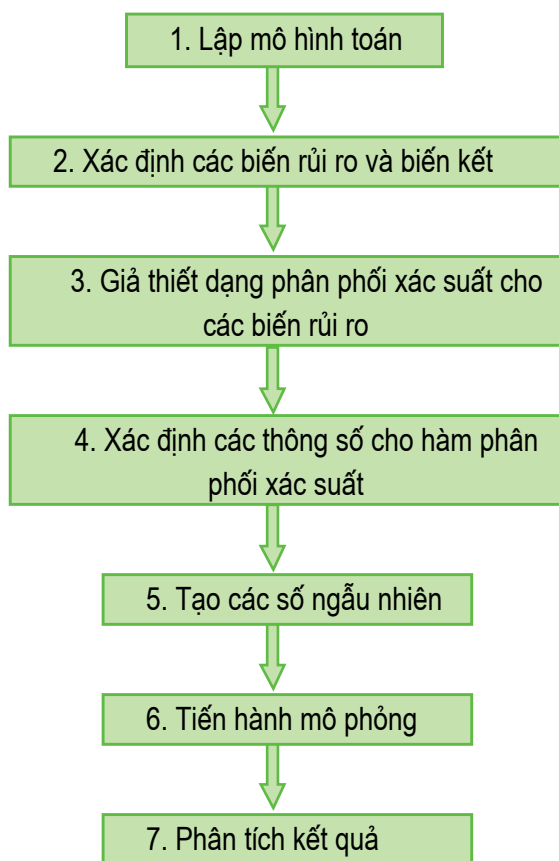 1. Lập mô hình toán
2. Xác định các biến rủi ro và biến kết
3. Giả thiết dạng phân phối xác suất cho
các biến rủi ro
4. Xác định các thông số cho hàm phân
phối xác suất
5. Tạo các số ngẫu nhiên
6. Tiến hành mô phỏng
7. Phân tích kết quả